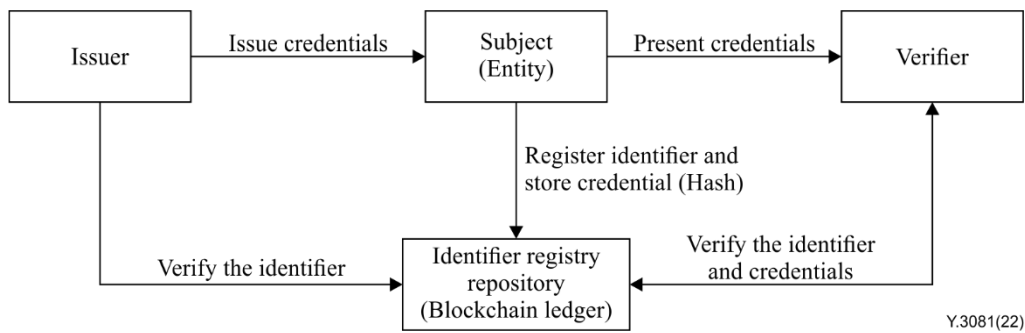 Issuer
Issue credentials
Subject
(Entity)
Present credentials
Verifier
Register identifier and
store credential (Hash)
Verify the identifier
Identifier registry
repository
(Blockchain ledger)
Verify the identifier
and credentials
Y.3081(22)